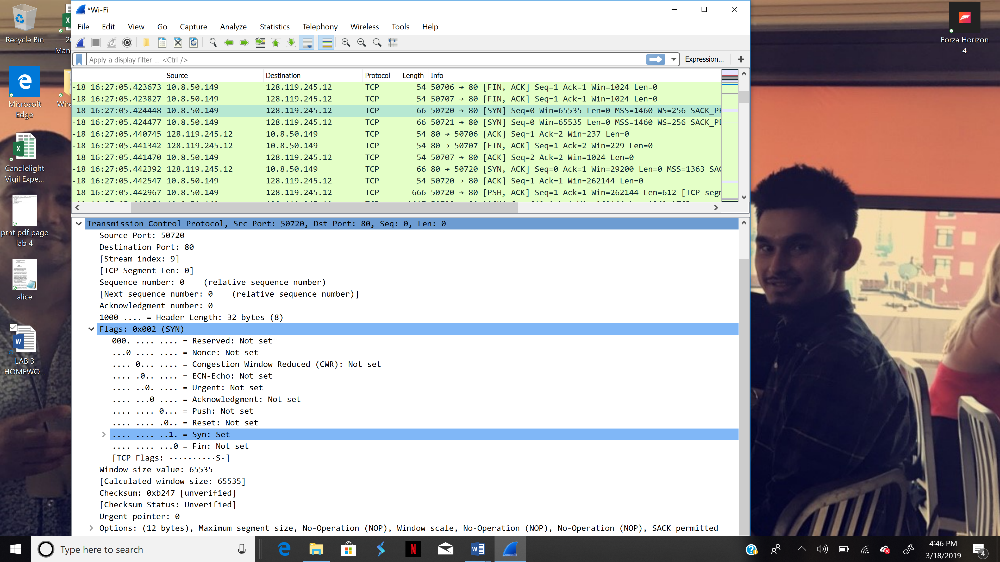 *Wi-Fi
File Edit View Go Capture Analyze Statistics Telephony Wireless Tools Help
Apply a display filter ... <Ctrl-/>
Expression...
Source Destination Protocol Length Info
-18 16:27:05.423673 10.8.50.149 128.119.245.12 TCP 54 50706 → 80 [FIN, ACK] Seq=1 Ack=1 Win=1024 Len=0
-18 16:27:05.423827 10.8.50.149 128.119.245.12 TCP 54 50707 → 80 [FIN, ACK] Seq=1 Ack=1 Win=1024 Len=0
-18 16:27:05.424448 10.8.50.149 128.119.245.12 TCP 66 50720 → 80 [SYN] Seq=0 Win=65535 Len=0 MSS=1460 WS=256 SACK_PE
-18 16:27:05.424477 10.8.50.149 128.119.245.12 TCP 66 50721 → 80 [SYN] Seq=0 Win=65535 Len=0 MSS=1460 WS=256 SACK_PE
-18 16:27:05.440745 128.119.245.12 10.8.50.149 TCP 54 80 → 50706 [ACK] Seq=1 Ack=2 Win=237 Len=0
-18 16:27:05.441342 128.119.245.12 10.8.50.149 TCP 54 80 → 50707 [FIN, ACK] Seq=1 Ack=2 Win=229 Len=0
-18 16:27:05.441470 10.8.50.149 128.119.245.12 TCP 54 50707 → 80 [ACK] Seq=2 Ack=2 Win=1024 Len=0
-18 16:27:05.442392 128.119.245.12 10.8.50.149 TCP 66 80 → 50720 [SYN, ACK] Seq=0 Ack=1 Win=29200 Len=0 MSS=1363 SAC
-18 16:27:05.442547 10.8.50.149 128.119.245.12 TCP 54 50720 → 80 [ACK] Seq=1 Ack=1 Win=262144 Len=0
-18 16:27:05.442967 10.8.50.149 128.119.245.12 TCP 666 50720 → 80 [PSH, ACK] Seq=1 Ack=1 Win=262144 Len=612 [TCP segm
Transmission Control Protocol, Src Port: 50720, Dst Port: 80, Seq: 0, Len: 0
Source Port: 50720
Destination Port: 80
[Stream index: 9]
[TCP Segment Len: 0]
Sequence number: 0 (relative sequence number)
[Next sequence number: 0 (relative sequence number)]
Acknowledgment number: 0
1000 .... = Header Length: 32 bytes (8)
Flags: 0x002 (SYN)
000. .... .... = Reserved: Not set
...0 .... .... = Nonce: Not set
.... 0... .... = Congestion Window Reduced (CWR): Not set
.... .0.. .... = ECN-Echo: Not set
.... ..0. .... = Urgent: Not set
.... ...0 .... = Acknowledgment: Not set
.... .... 0... = Push: Not set
.... .... .0.. = Reset: Not set
.... .... ..1. = Syn: Set
.... .... ...0 = Fin: Not set
[TCP Flags: ··········S·]
Window size value: 65535
[Calculated window size: 65535]
Checksum: 0xb247 [unverified]
[Checksum Status: Unverified]
Urgent pointer: 0
Options: (12 bytes), Maximum segment size, No-Operation (NOP), Window scale, No-Operation (NOP), No-Operation (NOP), SACK permitted
Recycle Bin
20
Man
Microsoft
Edge
Wire
Candlelight
Vigil Expe...
prnt pdf page
lab 4
alice
LAB 3
HOMEWO...
Forza Horizon
4
Type here to search
4:46 PM
3/18/2019
4